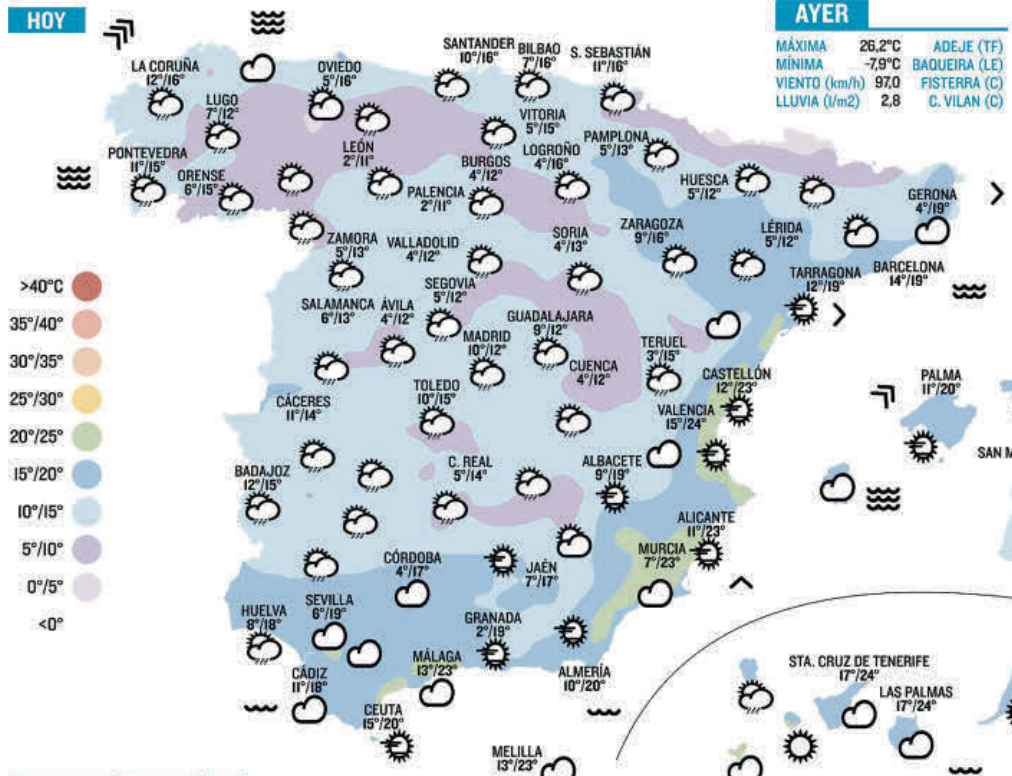 HOY
AYER
MÁXIMA 26,2°C ADEJE (TF)
MÍNIMA -7,9°C BAQUEIRA (LE)
VIENTO (km/h) 97,0 FISTERRA (C)
LLUVIA (l/m2) 2,8 C. VILAN (C)
LA CORUÑA
12°/16°
OVIEDO
5°/16°
SANTANDER
10°/16°
BILBAO
7°/16°
S. SEBASTIÁN
11°/16°
LUGO
7°/12°
VITORIA
5°/15°
PAMPLONA
5°/13°
PONTEVEDRA
11°/15°
ORENSE
6°/15°
LEÓN
2°/11°
BURGOS
4°/12°
LOGROÑO
4°/16°
PALENCIA
2°/11°
HUESCA
5°/12°
GERONA
4°/19°
ZAMORA
5°/13°
VALLADOLID
4°/12°
SORIA
4°/13°
ZARAGOZA
9°/16°
LÉRIDA
5°/12°
BARCELONA
14°/19°
TARRAGONA
12°/19°
SEGOVIA
5°/12°
SALAMANCA
6°/13°
ÁVILA
4°/12°
GUADALAJARA
9°/12°
MADRID
10°/12°
TERUEL
3°/15°
CUENCA
4°/12°
CASTELLÓN
12°/23°
PALMA
11°/20°
CÁCERES
11°/14°
TOLEDO
10°/15°
VALENCIA
15°/24°
SAN M
BADAJOZ
12°/15°
C. REAL
5°/14°
ALBACETE
9°/19°
ALICANTE
11°/23°
MURCIA
7°/23°
CÓRDOBA
4°/17°
JAÉN
7°/17°
HUELVA
8°/18°
SEVILLA
6°/19°
GRANADA
2°/19°
CÁDIZ
11°/18°
MÁLAGA
13°/23°
ALMERÍA
10°/20°
CEUTA
15°/20°
MELILLA
13°/23°
STA. CRUZ DE TENERIFE
17°/24°
LAS PALMAS
17°/24°
>40°C
35°/40°
30°/35°
25°/30°
20°/25°
15°/20°
10°/15°
5°/10°
0°/5°
<0°